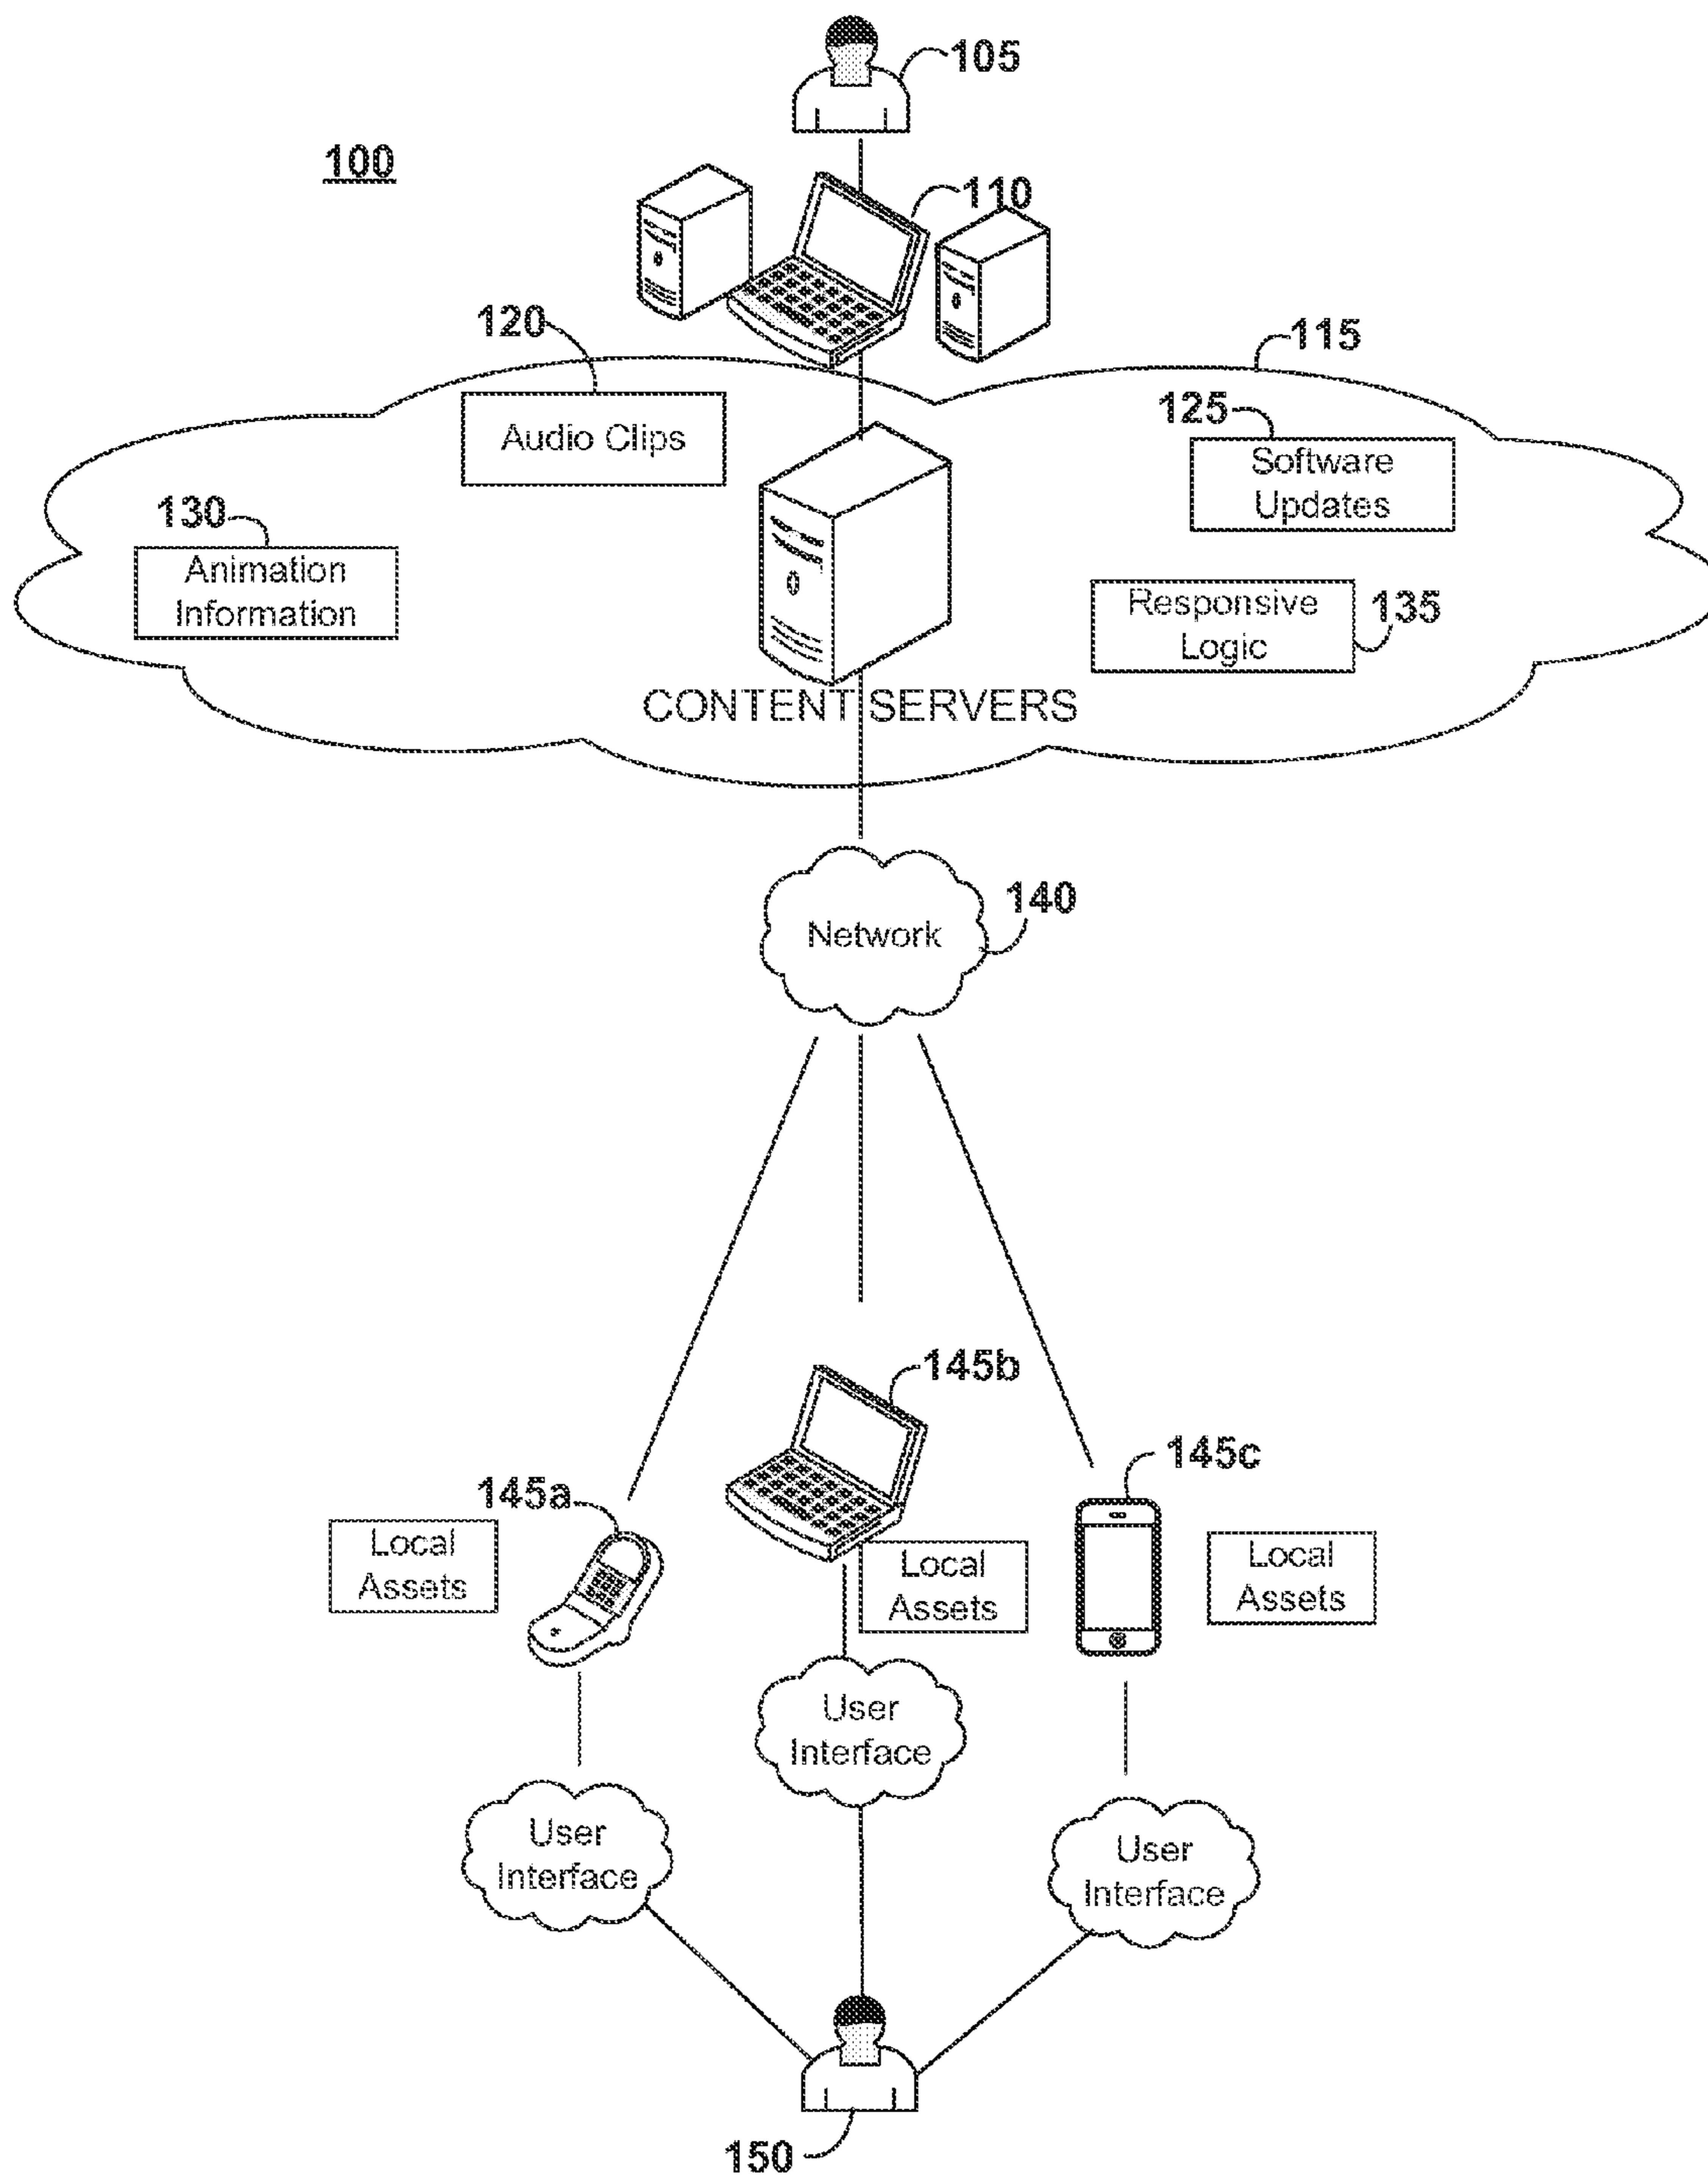 105
100
110
120
115
Audio Clips
125
Software
Updates
130
Animation
Information
Responsive
Logic
135
CONTENT SERVERS
Network
140
145b
145c
145a
Local
Assets
Local
Assets
Local
Assets
User
Interface
User
Interface
User
Interface
150